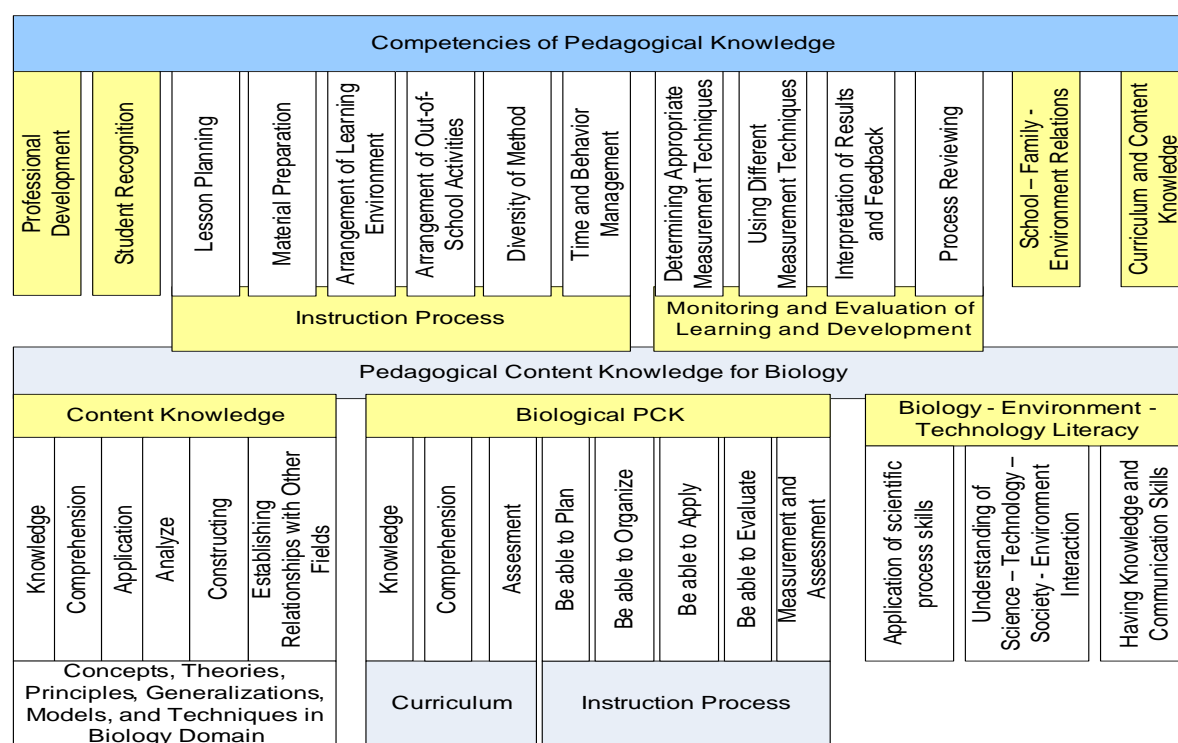 Competencies of Pedagogical Knowledge
Professional
Development
Student Recognition
Lesson Planning
Material Preparation
Arrangement of Learning
Environment
Arrangement of Out-of-
School Activities
Diversity of Method
Time and Behavior
Management
Determining Appropriate
Measurement Techniques
Using Different
Measurement Techniques
Interpretation of Results
and Feedback
Process Reviewing
School – Family -
Environment Relations
Curriculum and Content
Knowledge
Instruction Process
Monitoring and Evaluation of
Learning and Development
Pedagogical Content Knowledge for Biology
Content Knowledge
Biological PCK
Biology - Environment -
Technology Literacy
Knowledge
Comprehension
Application
Analyze
Constructing
Establishing
Relationships with Other
Fields
Knowledge
Comprehension
Assesment
Be able to Plan
Be able to Organize
Be able to Apply
Be able to Evaluate
Measurement and
Assessment
Application of scientific
process skills
Understanding of
Science – Technology –
Society - Environment
Interaction
Having Knowledge and
Communication Skills
Concepts, Theories,
Principles, Generalizations,
Models, and Techniques in
Biology Domain
Curriculum
Instruction Process